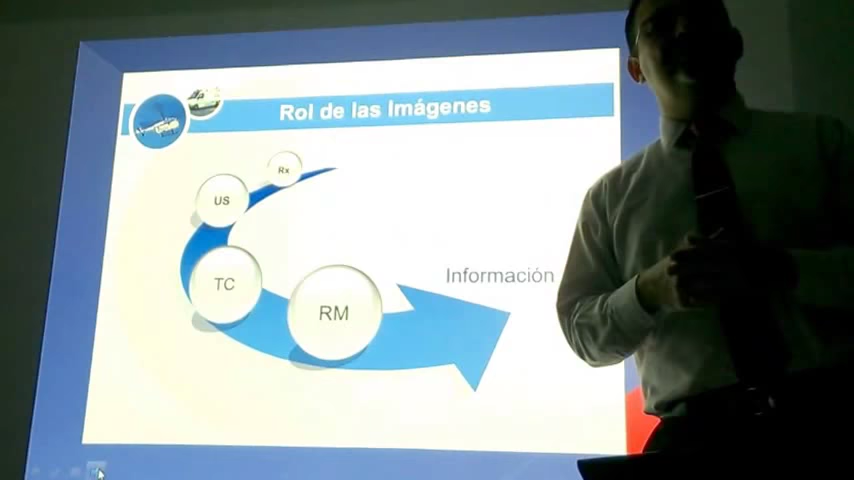 Rol de las Imágenes
Rx
US
TC
RM
Información